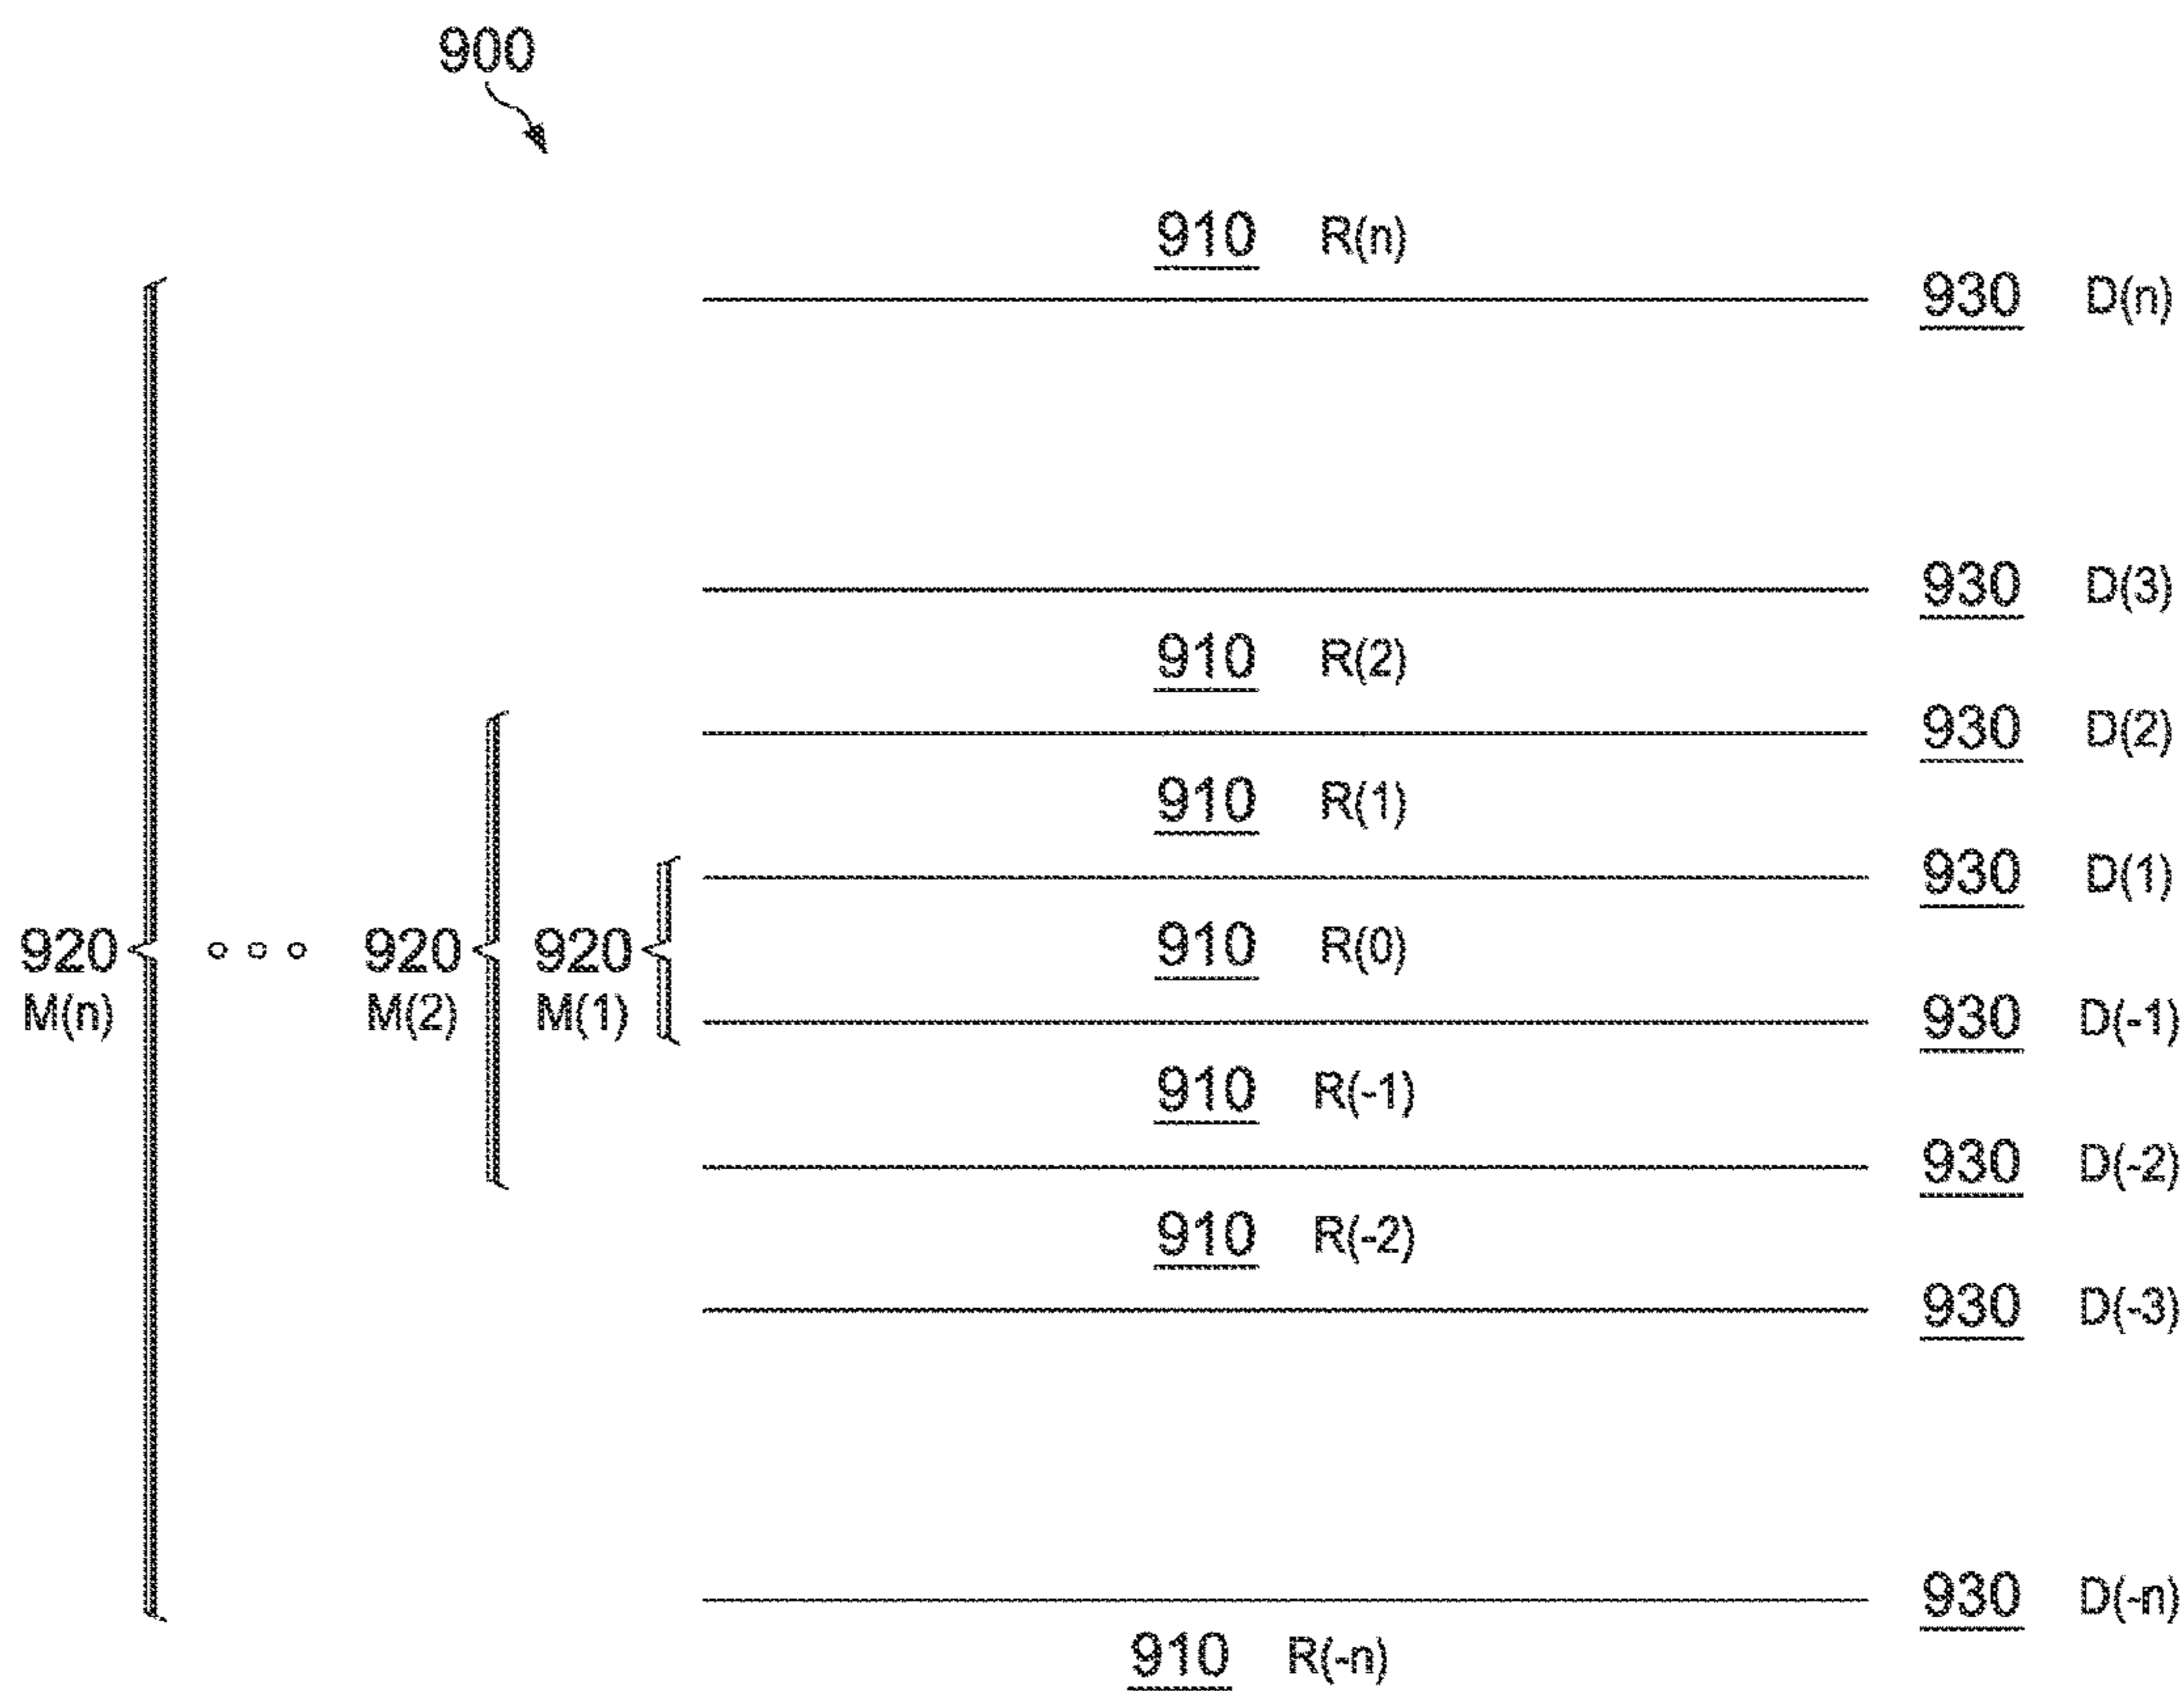 900
910 R(n)
930 D(n)
930 D(3)
910 R(2)
930 D(2)
910 R(1)
930 D(1)
920 M(n)
920 M(2)
920 M(1)
910 R(0)
930 D(-1)
910 R(-1)
930 D(-2)
910 R(-2)
930 D(-3)
930 D(-n)
910 R(-n)